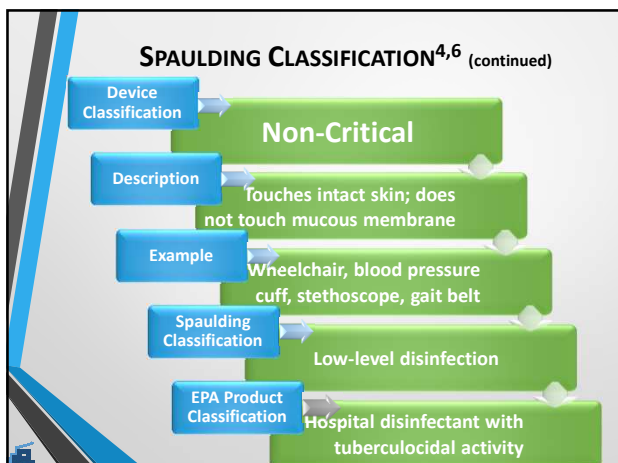 SPAULDING CLASSIFICATION4,6 (continued)
Device
Classification
Non-Critical
Description
Touches intact skin; does
not touch mucous membrane
Example
Wheelchair, blood pressure
cuff, stethoscope, gait belt
Spaulding
Classification
Low-level disinfection
EPA Product
Classification
Hospital disinfectant with
tuberculocidal activity